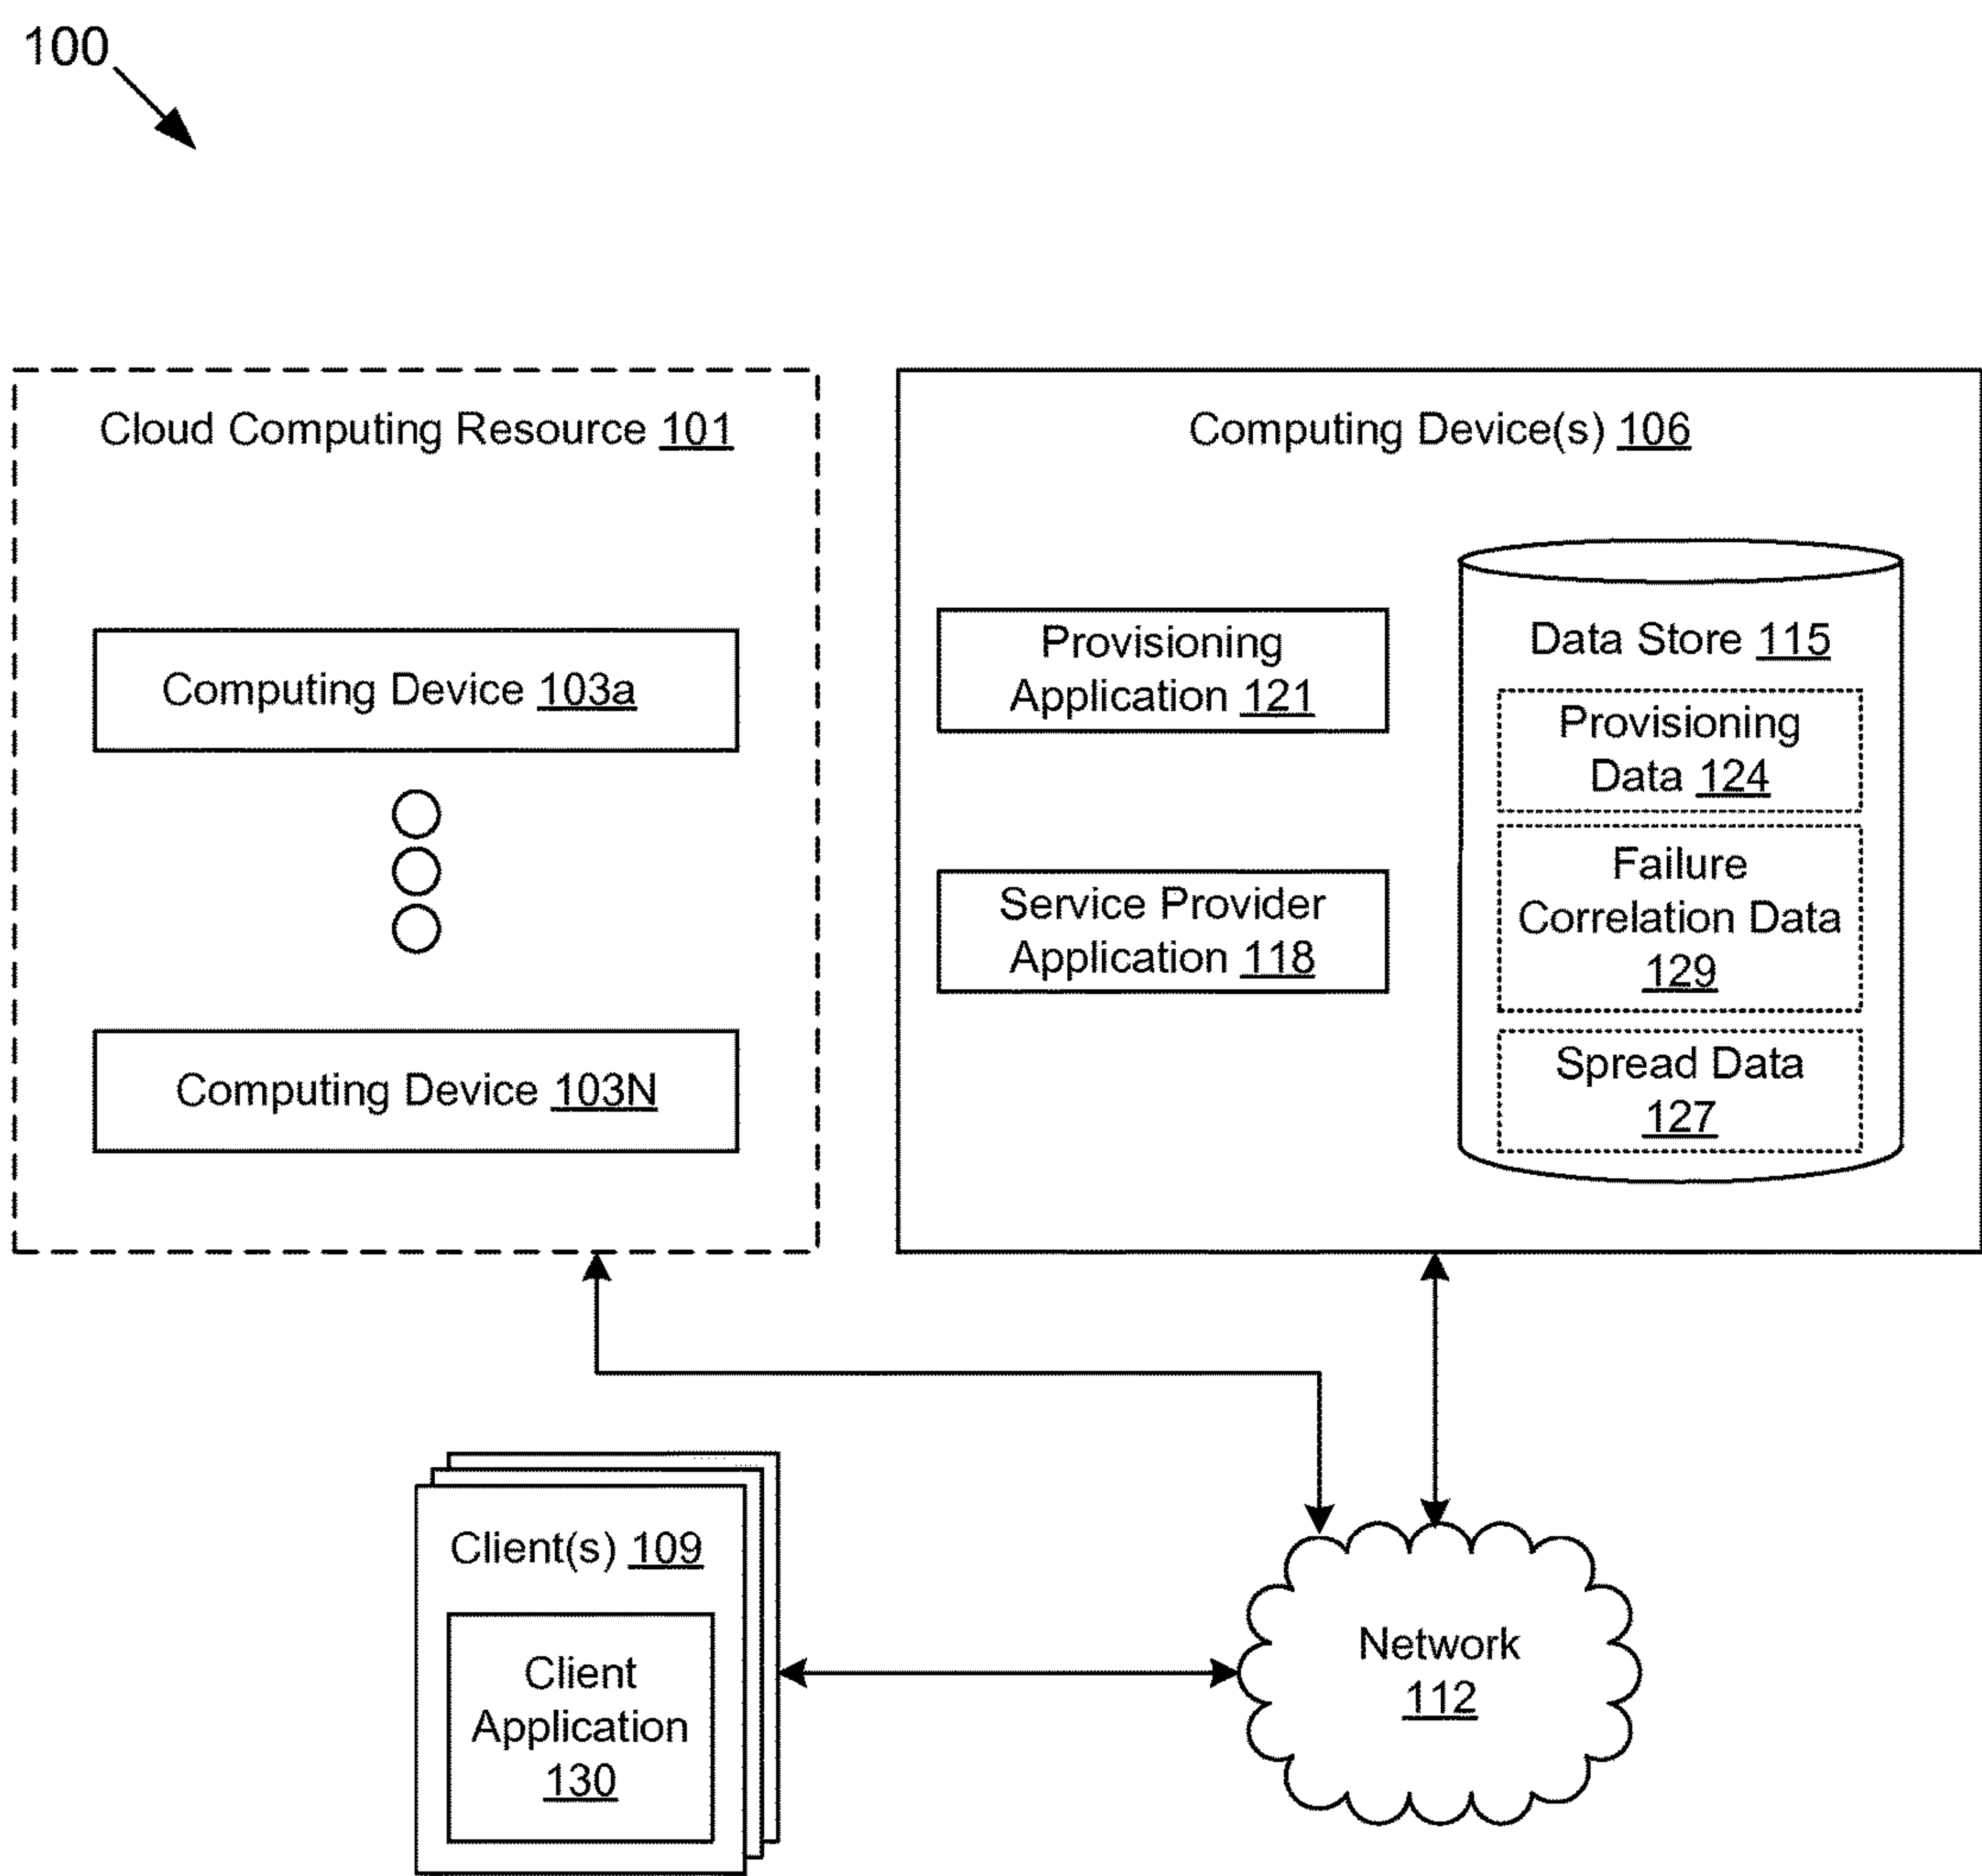 100
Cloud Computing Resource 101
Computing Device 103a
Computing Device 103N
Computing Device(s) 106
Provisioning
Application 121
Service Provider
Application 118
Data Store 115
Provisioning
Data 124
Failure
Correlation Data
129
Spread Data
127
Client(s) 109
Client
Application
130
Network
112